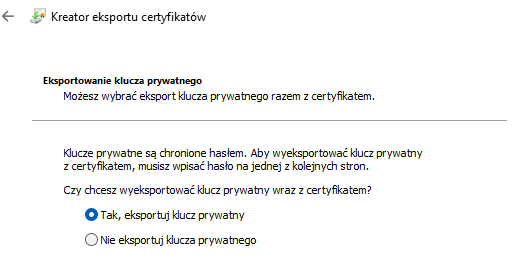 Kreator eksportu certyfikatów
Eksportowanie klucza prywatnego
Możesz wybrać eksport klucza prywatnego razem z certyfikatem.
Klucze prywatne są chronione hasłem. Aby wyeksportować klucz prywatny
z certyfikatem, musisz wpisać hasło na jednej z kolejnych stron.
Czy chcesz wyeksportować klucz prywatny wraz z certyfikatem?
Tak, eksportuj klucz prywatny
Nie eksportuj klucza prywatnego